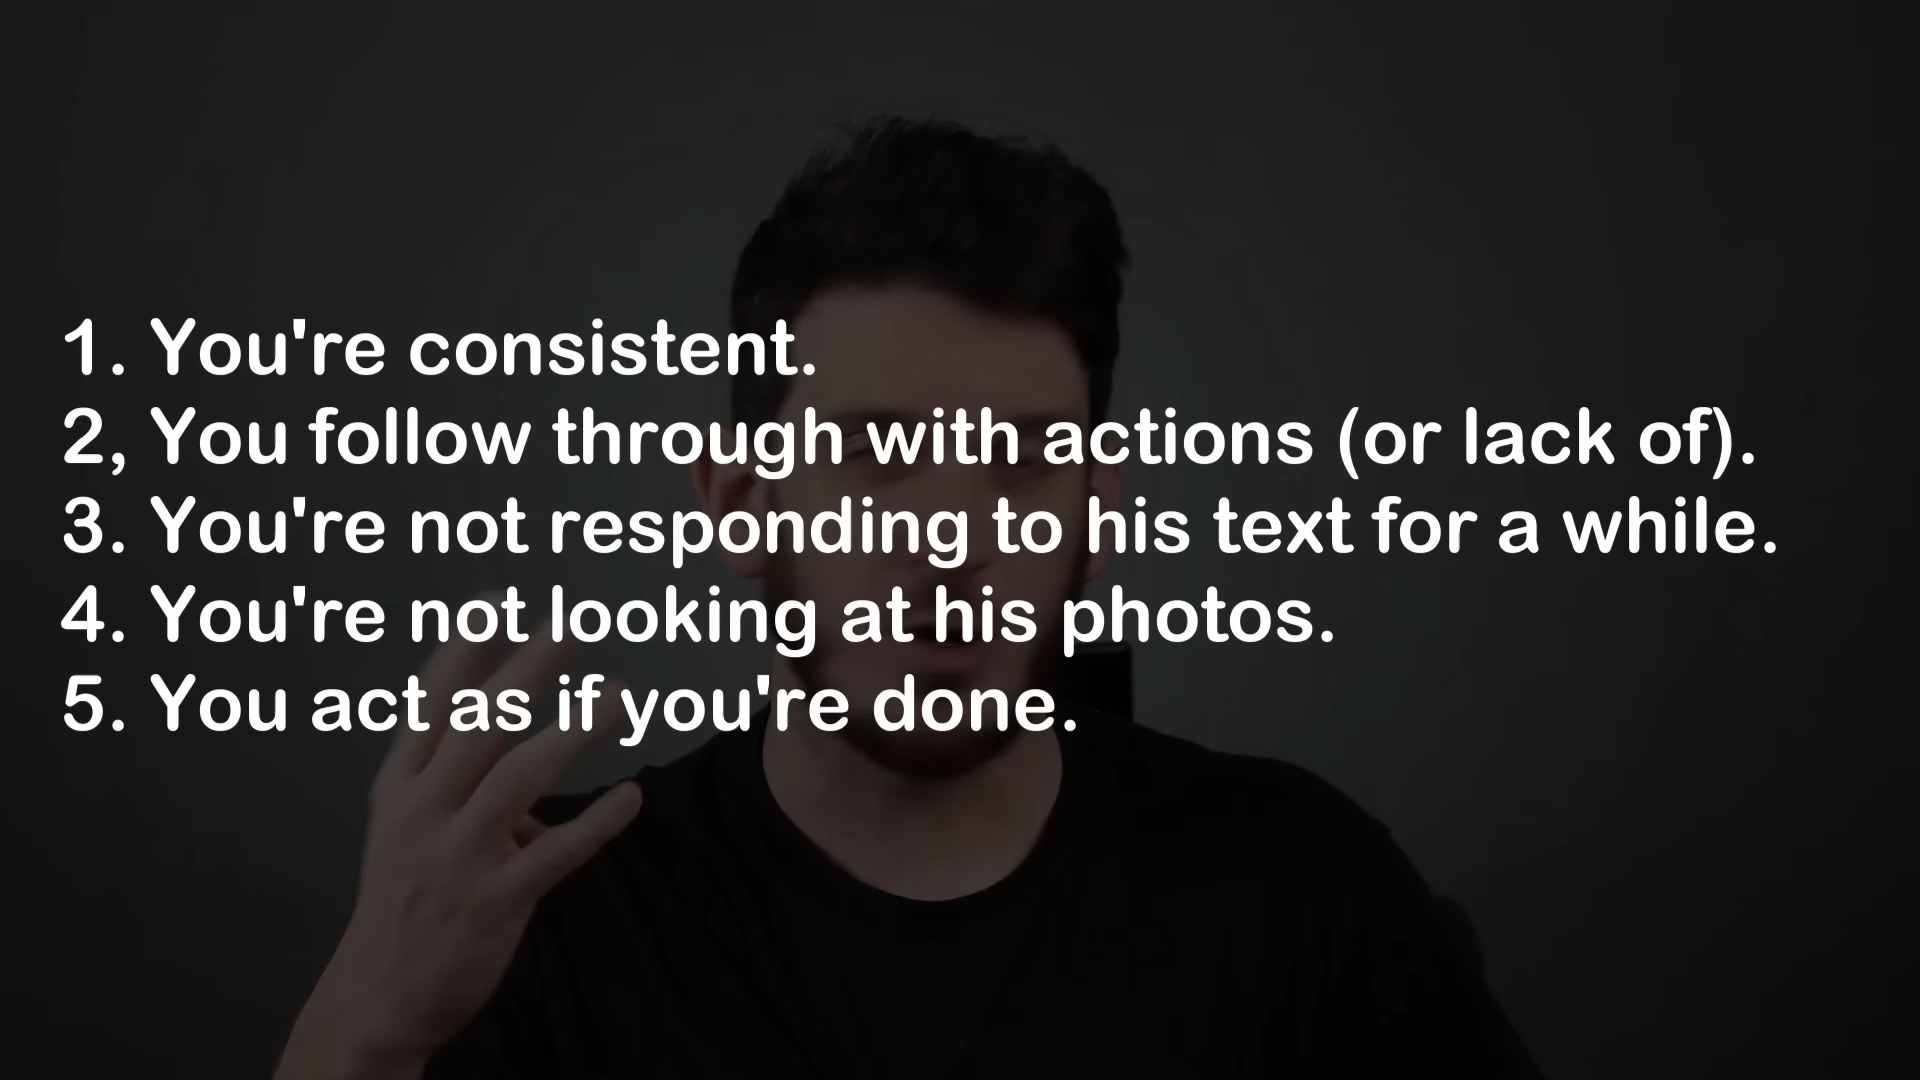 1. You're consistent.
2, You follow through with actions (or lack of).
3. You're not responding to his text for a while.
4. You're not looking at his photos.
5. You act as if you're done.